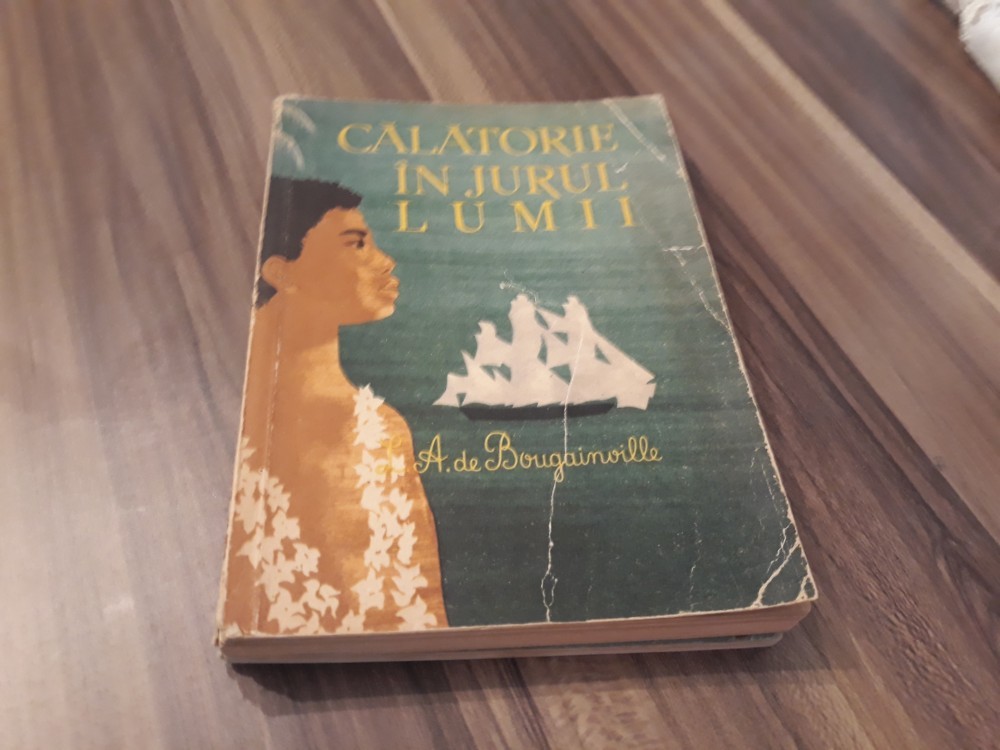 CĂLĂTORIE
ÎN JURUL
LUMII
L. A. de Bougainville